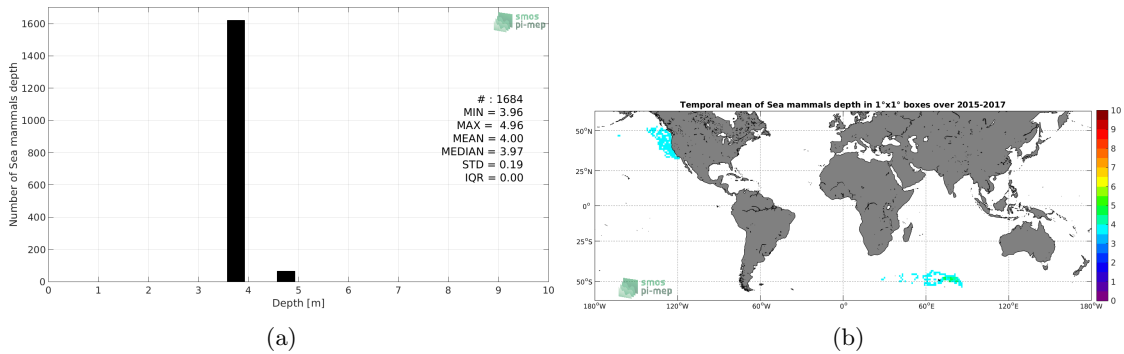 1600
1400
1200
1000
800
600
400
200
0
Number of Sea mammals depth
0 1 2 3 4 5 6 7 8 9 10
Depth [m]
smos
pi-mep
# : 1684
MIN = 3.96
MAX = 4.96
MEAN = 4.00
MEDIAN = 3.97
STD = 0.19
IQR = 0.00
(a)
Temporal mean of Sea mammals depth in 1°x1° boxes over 2015-2017
50°N
25°N
0°
25°S
50°S
180°W 120°W 60°W 0° 60°E 120°E 180°E
smos
pi-mep
10
9
8
7
6
5
4
3
2
1
0
(b)